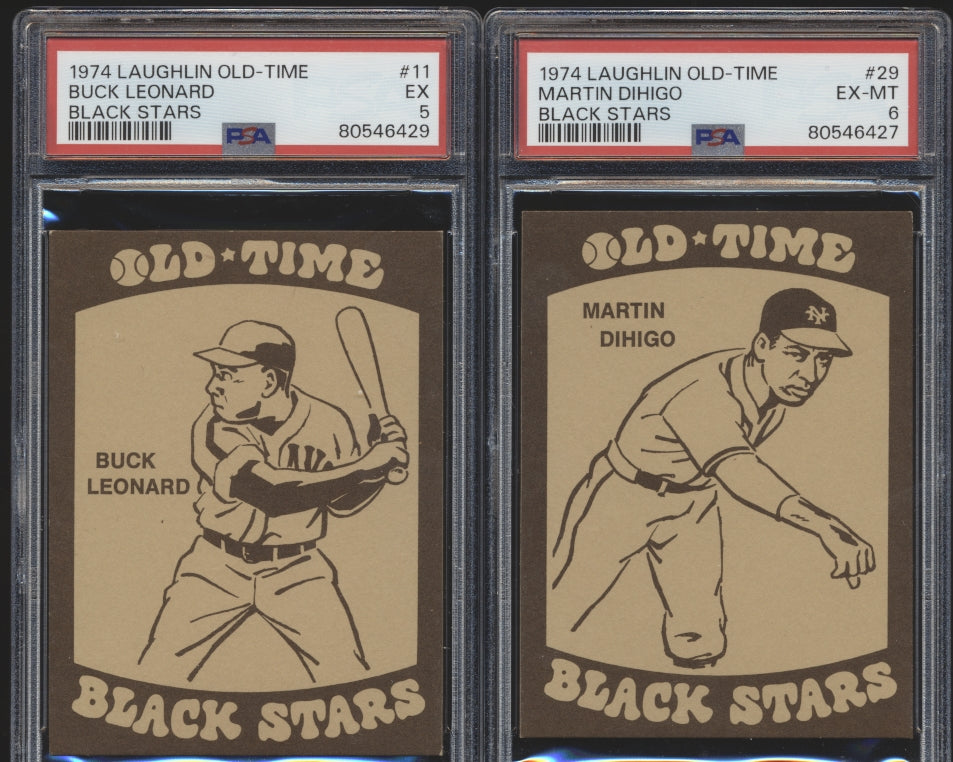 1974 LAUGHLIN OLD-TIME #11
BUCK LEONARD EX
BLACK STARS 5
PSA 80546429
OLD★TIME
BUCK
LEONARD
BLACK STARS
1974 LAUGHLIN OLD-TIME #29
MARTIN DIHIGO EX-MT
BLACK STARS 6
PSA 80546427
OLD★TIME
MARTIN
DIHIGO
NY
BLACK STARS